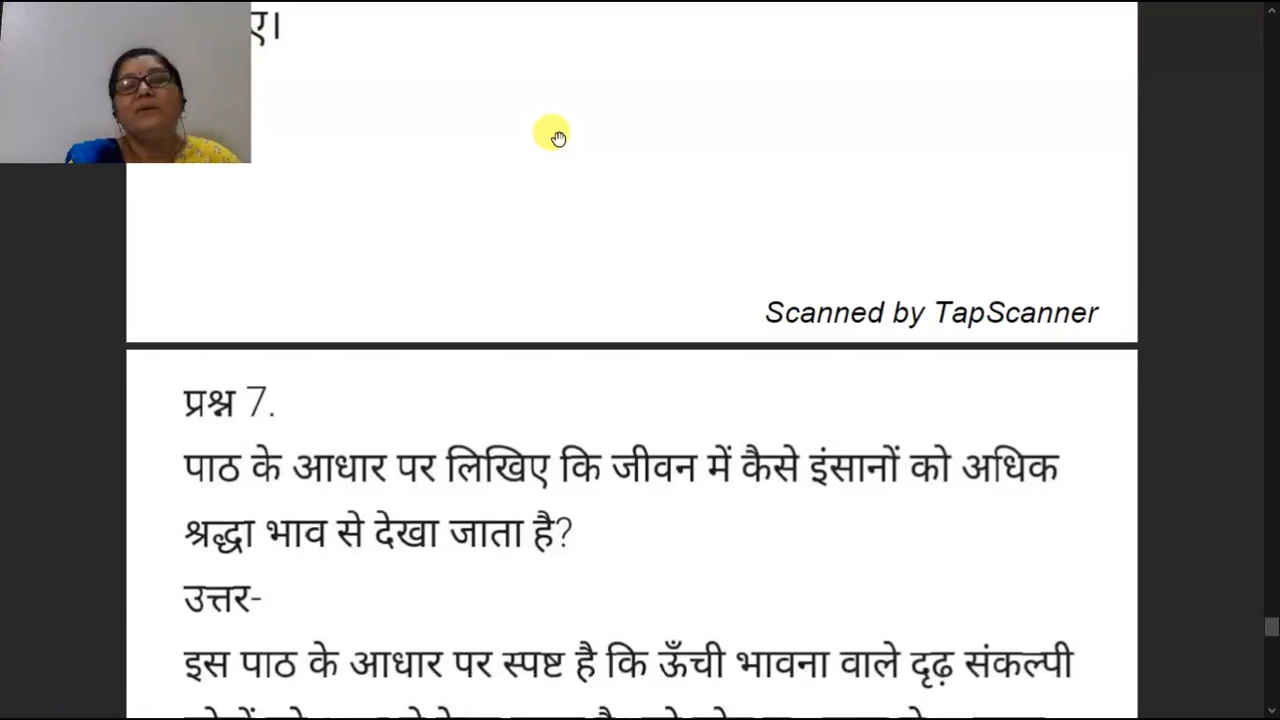 ए।
Scanned by TapScanner
प्रश्न 7.
पाठ के आधार पर लिखिए कि जीवन में कैसे इंसानों को अधिक
श्रद्धा भाव से देखा जाता है?
उत्तर-
इस पाठ के आधार पर स्पष्ट है कि ऊँची भावना वाले दृढ़ संकल्पी